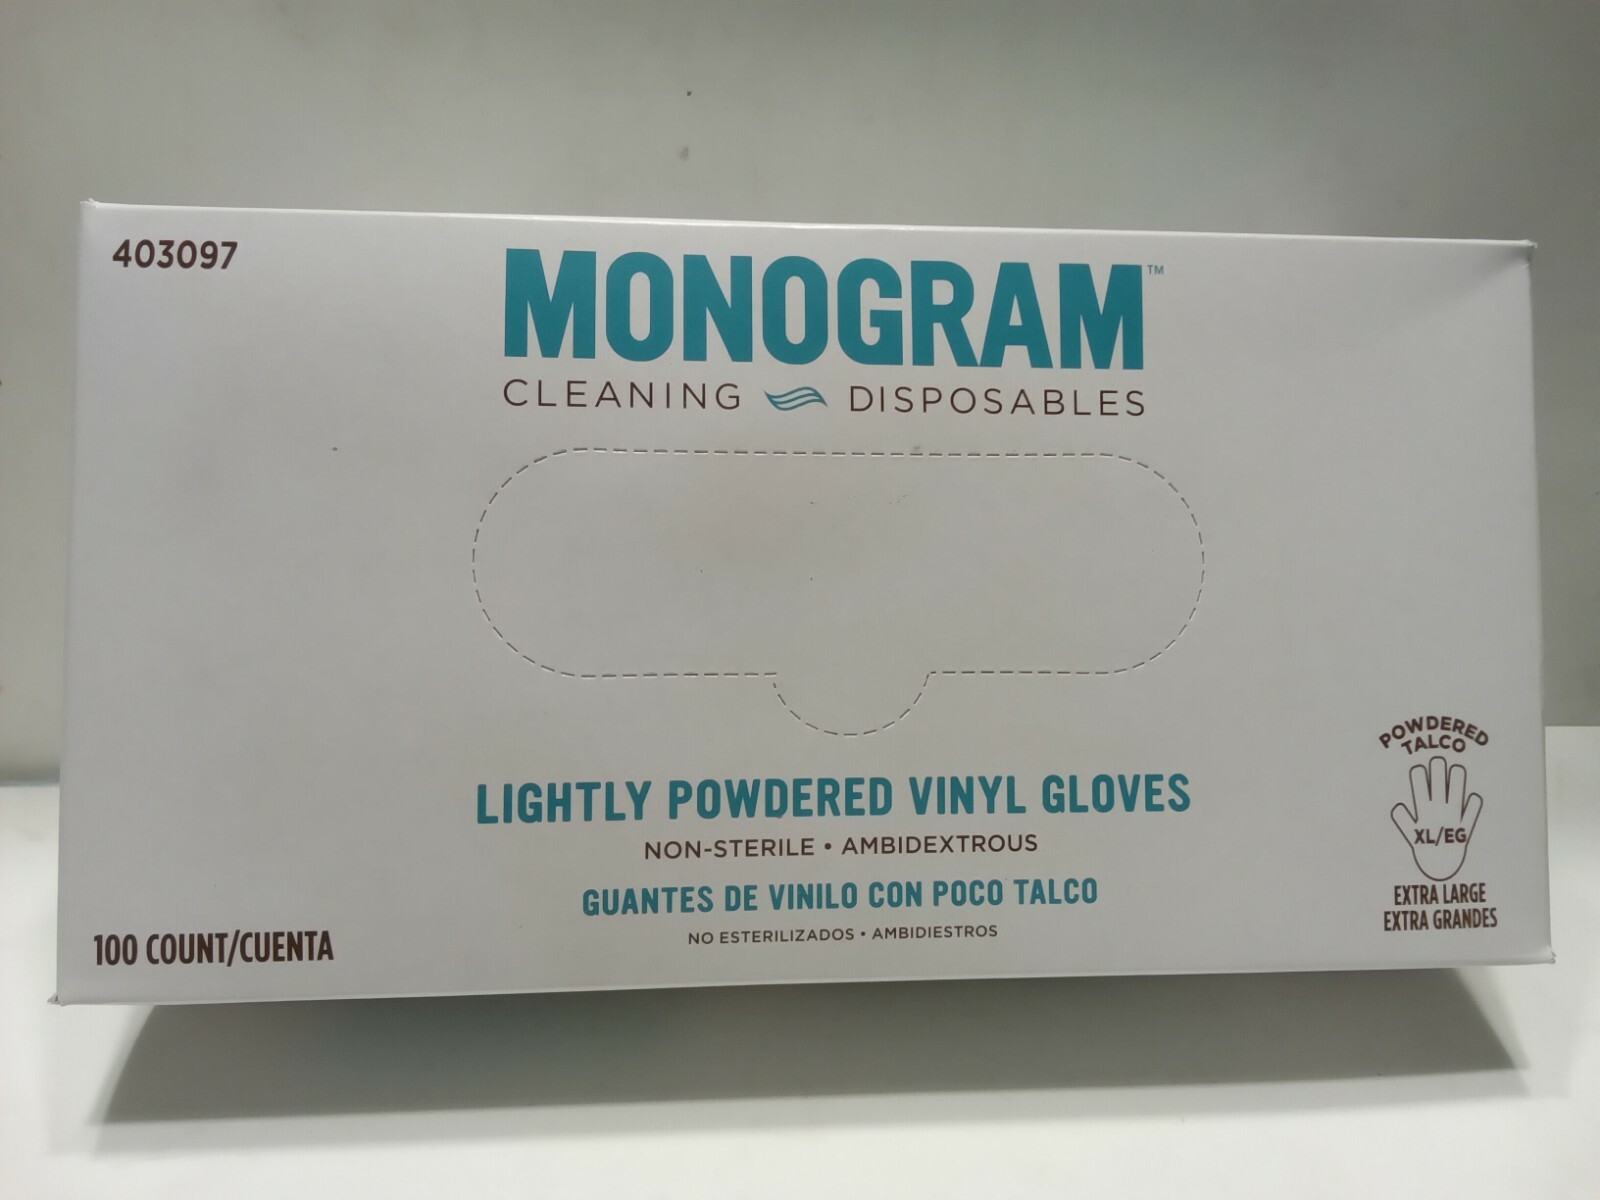 403097
MONOGRAM™
CLEANING DISPOSABLES
LIGHTLY POWDERED VINYL GLOVES
NON-STERILE • AMBIDEXTROUS
GUANTES DE VINILO CON POCO TALCO
NO ESTERILIZADOS • AMBIDIESTROS
100 COUNT/CUENTA
POWDERED
TALCO
XL/EG
EXTRA LARGE
EXTRA GRANDES